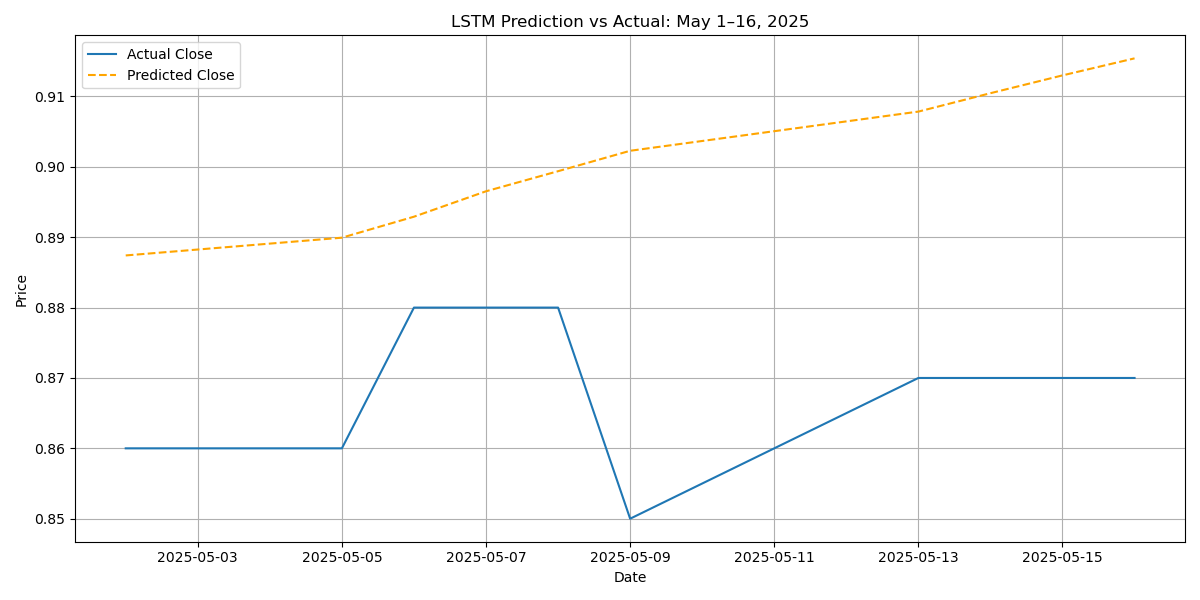 LSTM Prediction vs Actual: May 1–16, 2025
Actual Close
Predicted Close
0.91
0.90
0.89
0.88
0.87
0.86
0.85
Price
2025-05-03 2025-05-05 2025-05-07 2025-05-09 2025-05-11 2025-05-13 2025-05-15
Date